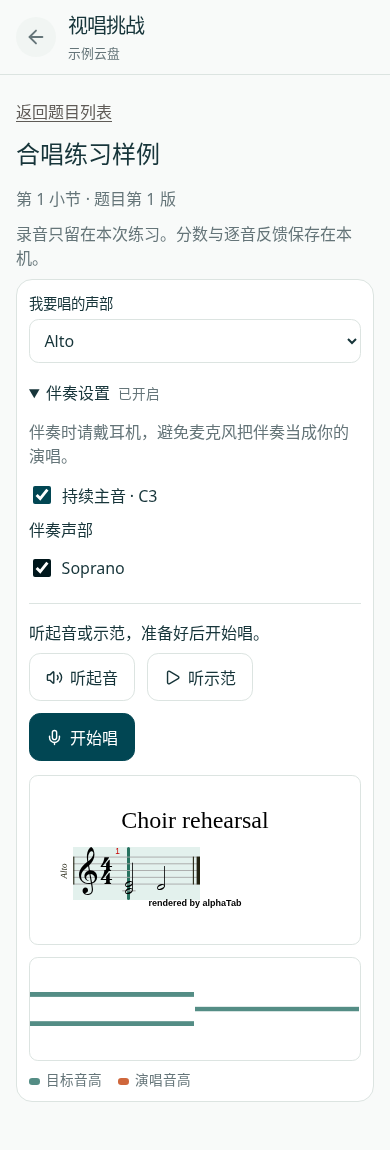 视唱挑战
示例云盘
返回题目列表
合唱练习样例
第 1 小节 · 题目第 1 版
录音只留在本次练习。分数与逐音反馈保存在本
机。
我要唱的声部
Alto
伴奏设置 已开启
伴奏时请戴耳机，避免麦克风把伴奏当成你的
演唱。
持续主音 · C3
伴奏声部
Soprano
听起音或示范，准备好后开始唱。
听起音 听示范
开始唱
Choir rehearsal
1
Alto
4
4
rendered by alphaTab
目标音高 演唱音高